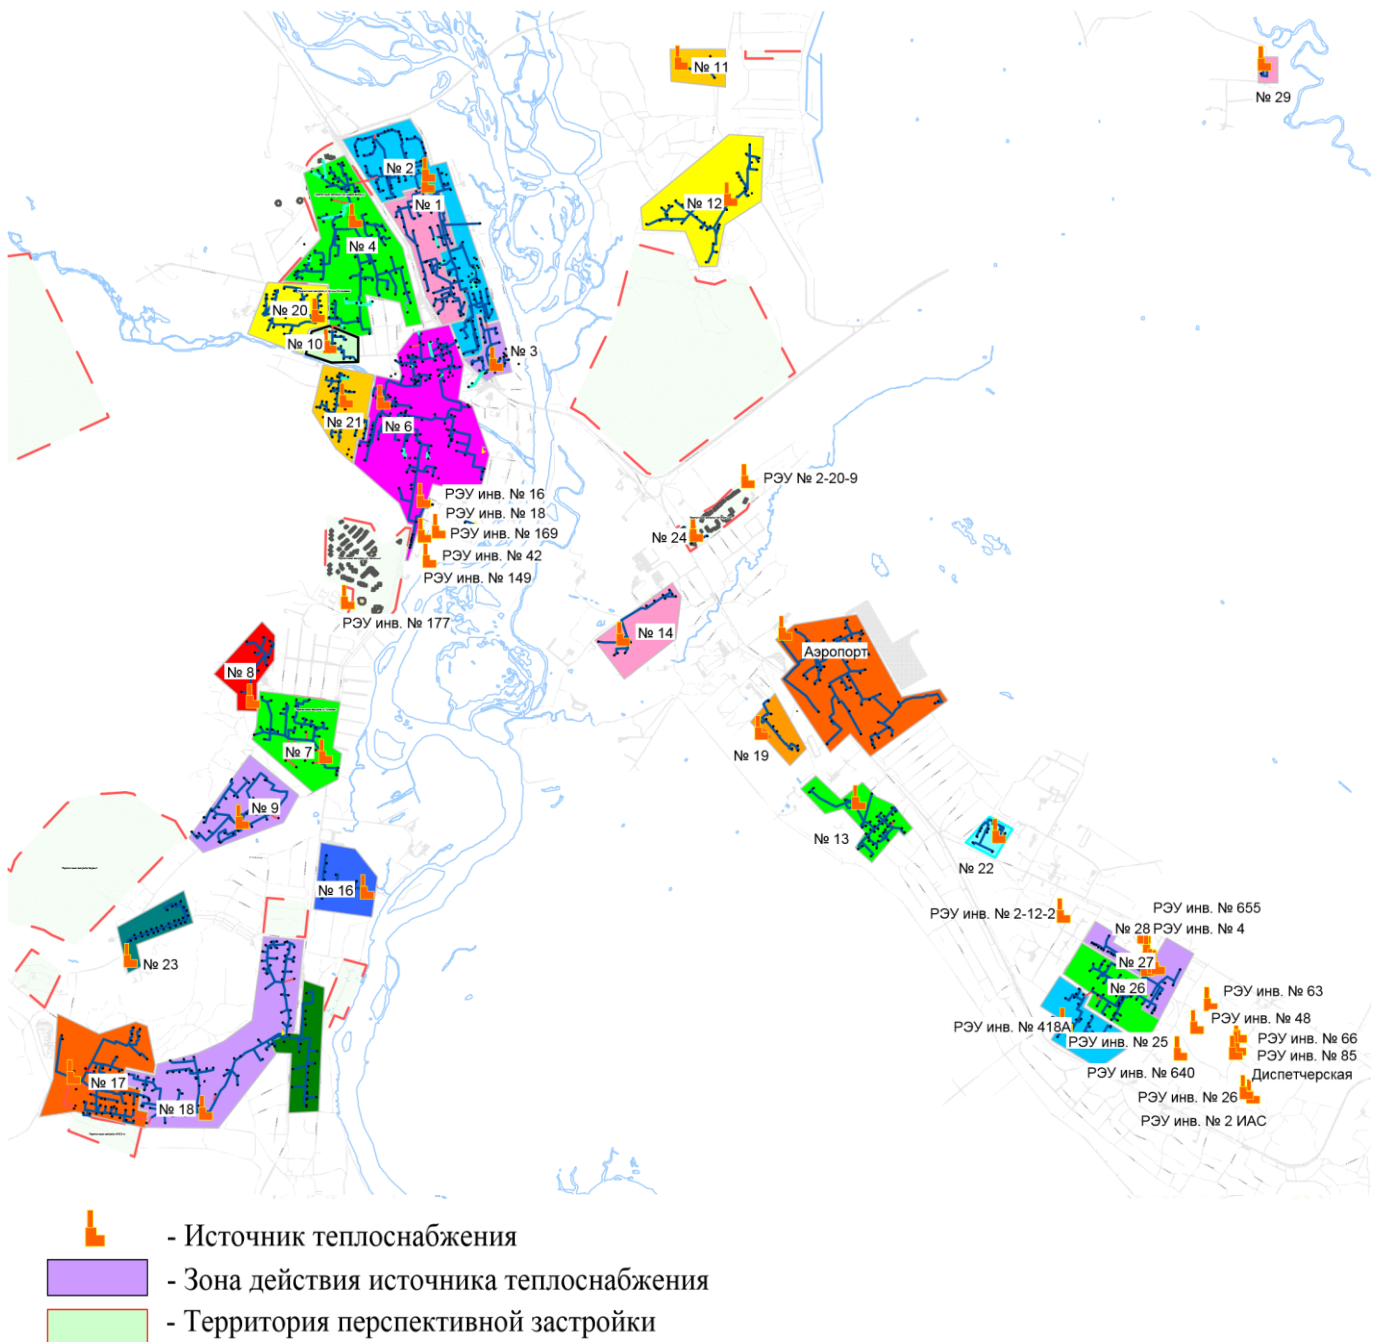 № 11
№ 29
№ 2
№ 12
№ 1
№ 4
№ 20
№ 10
№ 3
№ 21
№ 6
РЭУ № 2-20-9
РЭУ инв. № 16
РЭУ инв. № 18
РЭУ инв. № 169
№ 24
РЭУ инв. № 42
РЭУ инв. № 149
РЭУ инв. № 177
№ 14
Аэропорт
№ 8
№ 7
№ 19
№ 9
№ 13
№ 22
№ 16
РЭУ инв. № 2-12-2
РЭУ инв. № 655
№ 28
РЭУ инв. № 4
№ 23
№ 27
№ 26
РЭУ инв. № 63
РЭУ инв. № 48
РЭУ инв. № 418А
РЭУ инв. № 25
РЭУ инв. № 66
РЭУ инв. № 85
РЭУ инв. № 640
Диспетчерская
№ 17
№ 18
РЭУ инв. № 26
РЭУ инв. № 2 ИАС
- Источник теплоснабжения
- Зона действия источника теплоснабжения
- Территория перспективной застройки